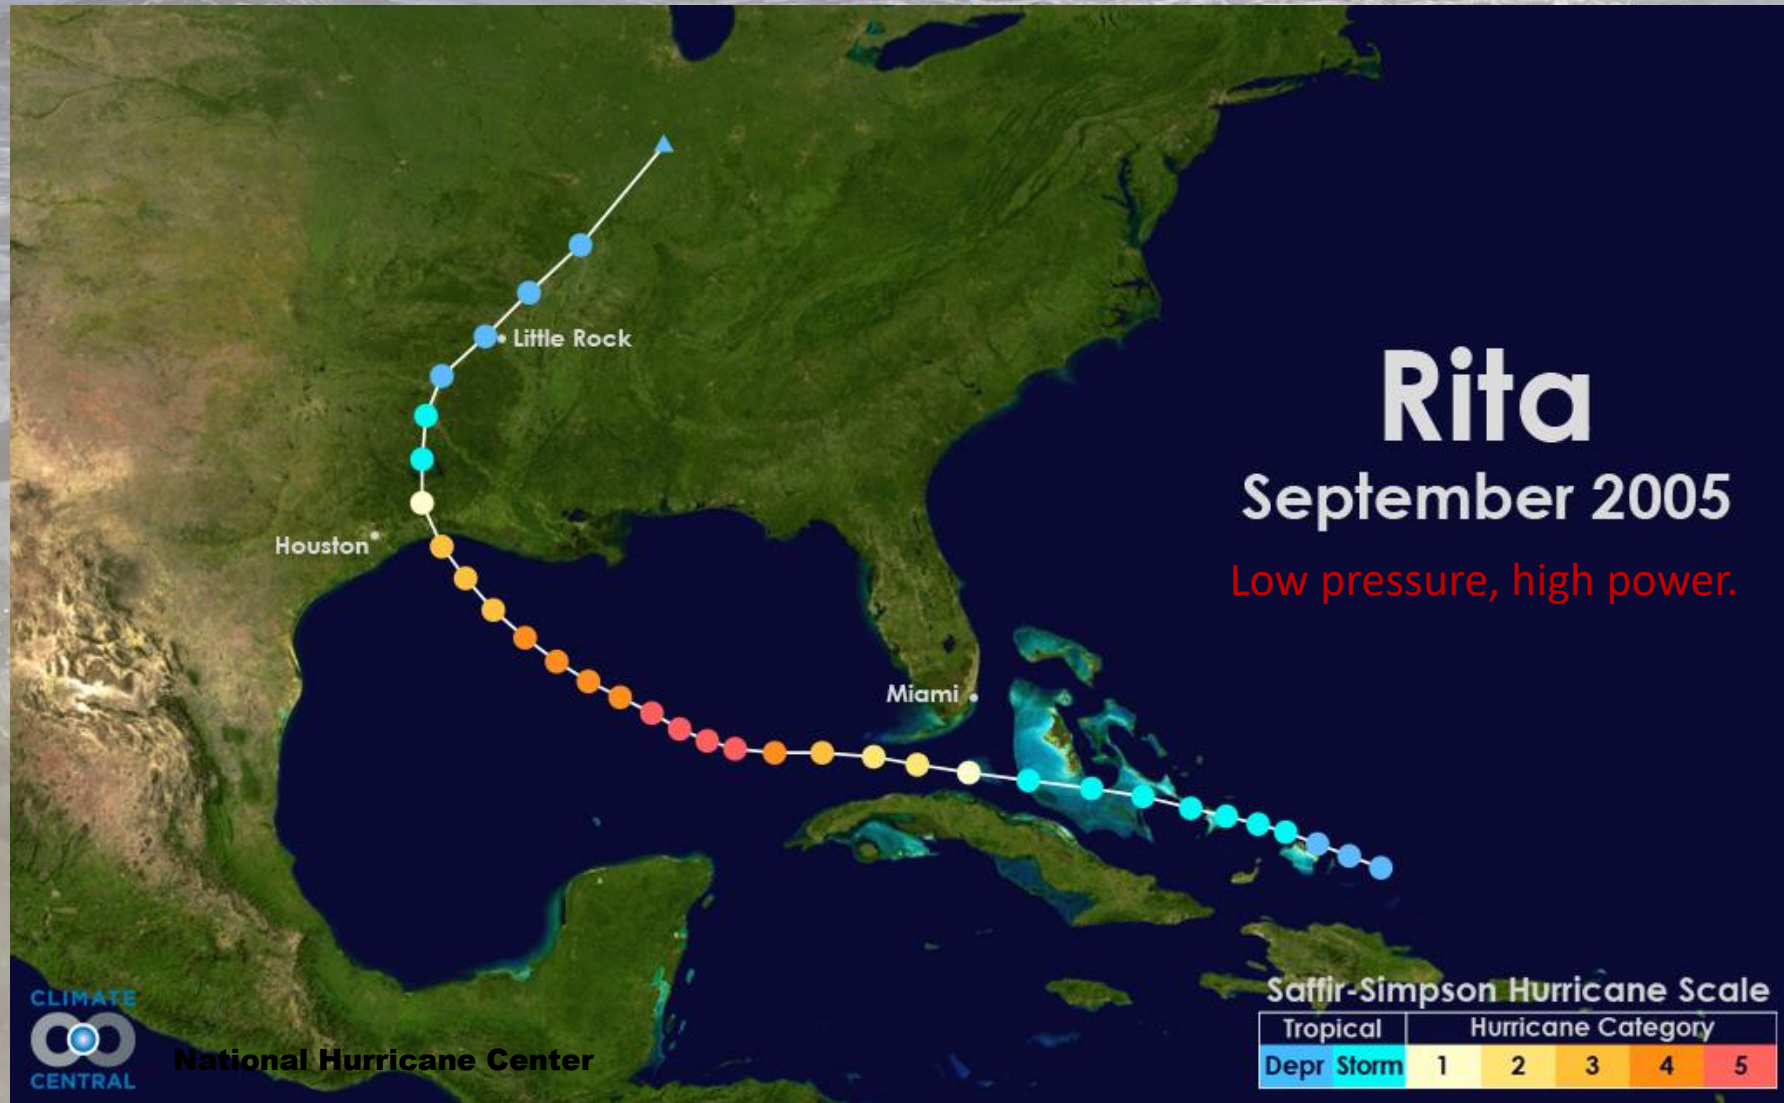 Little Rock
Rita
September 2005
Houston
Low pressure, high power.
Miami
Saffir-Simpson Hurricane Scale
Tropical Hurricane Category
Depr Storm 1 2 3 4 5
CLIMATE
CENTRAL
National Hurricane Center